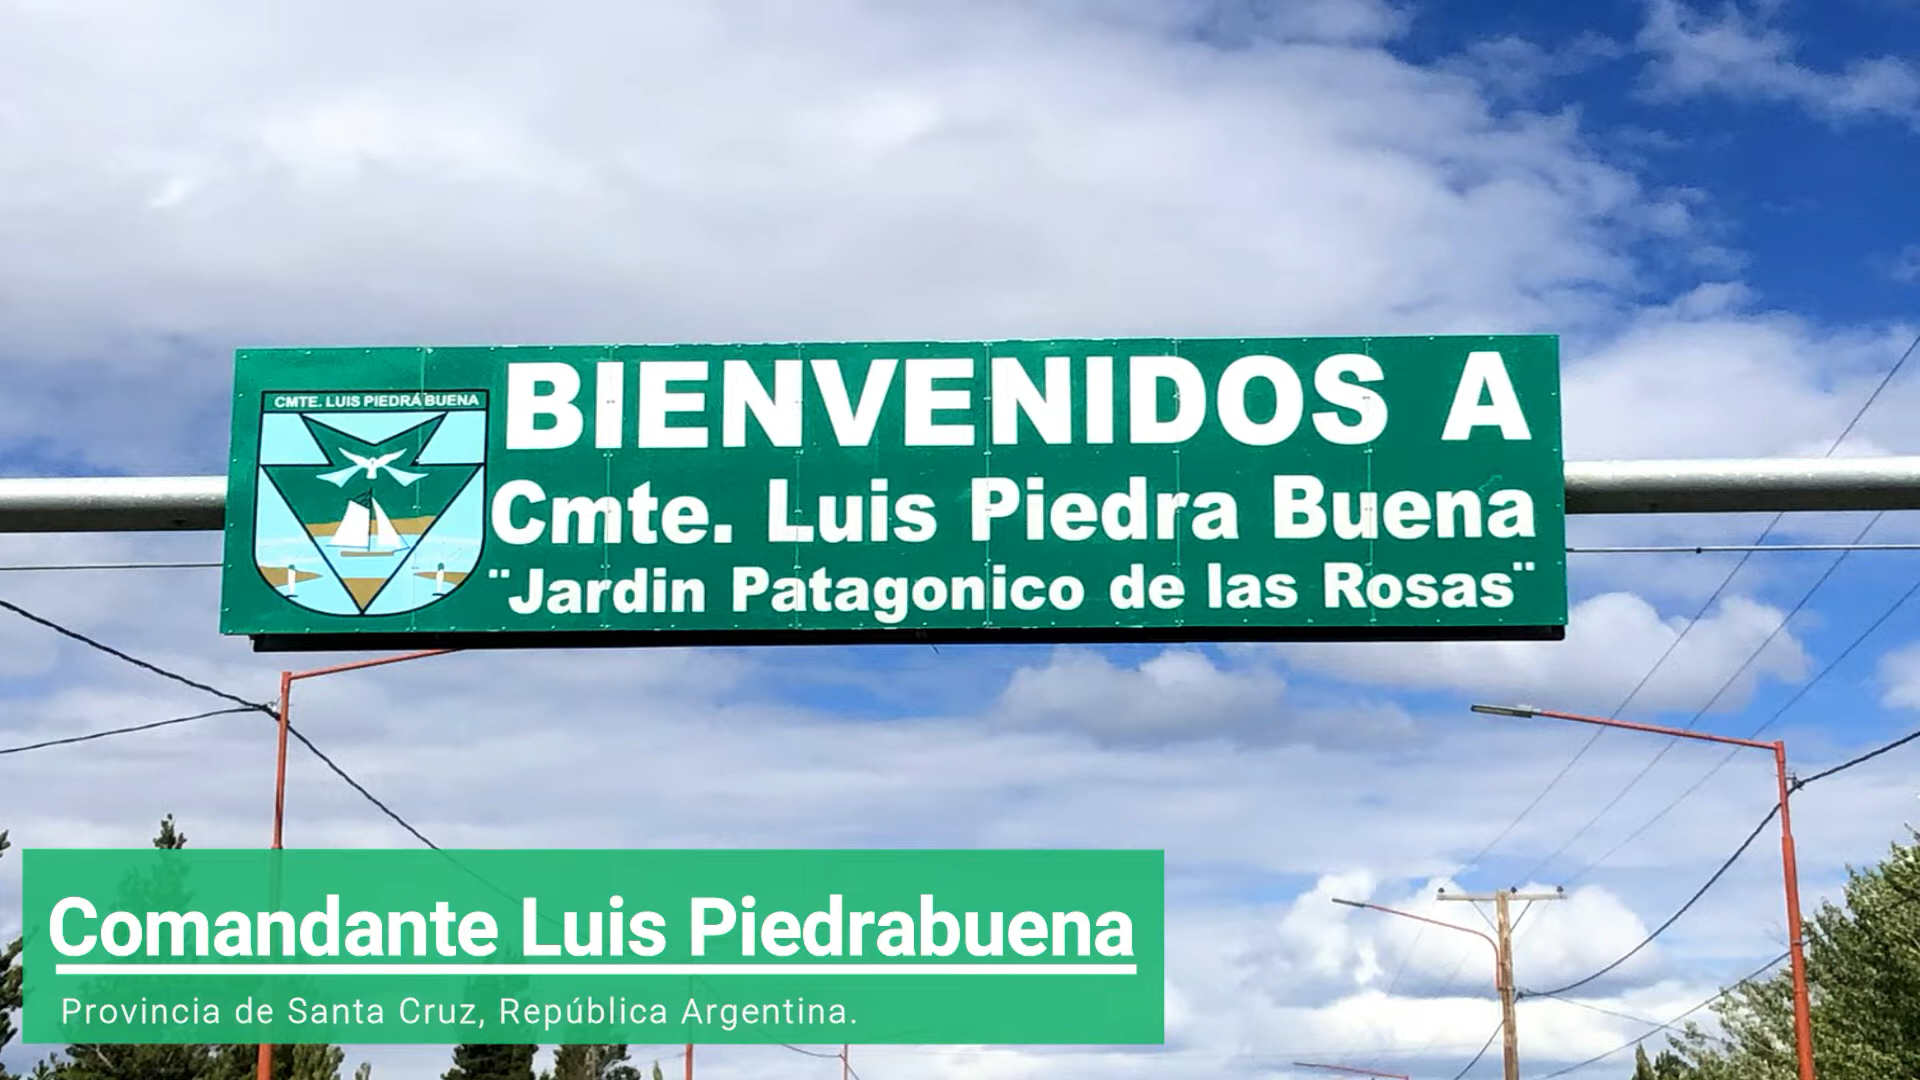 CMTE. LUIS PIEDRA BUENA
BIENVENIDOS A
Cmte. Luis Piedra Buena
¨Jardin Patagonico de las Rosas¨
Comandante Luis Piedrabuena
Provincia de Santa Cruz, República Argentina.